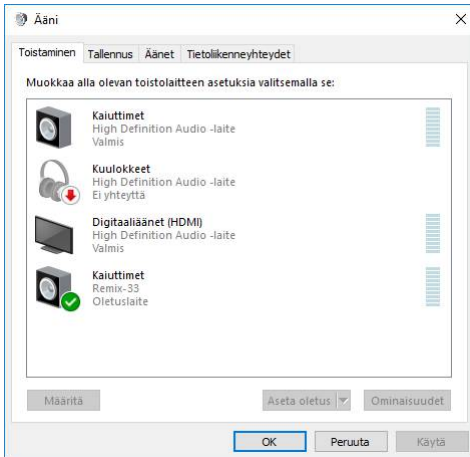 Ääni
Toistaminen Tallennus Äänet Tietoliikenneyhteydet
Muokkaa alla olevan toistolaitteen asetuksia valitsemalla se:
Kaiuttimet
High Definition Audio -laite
Valmis
Kuulokkeet
High Definition Audio -laite
Ei yhteyttä
Digitaaliäänet (HDMI)
High Definition Audio -laite
Valmis
Kaiuttimet
Remix-33
Oletuslaite
Määritä Aseta oletus Ominaisuudet
OK Peruuta Käytä